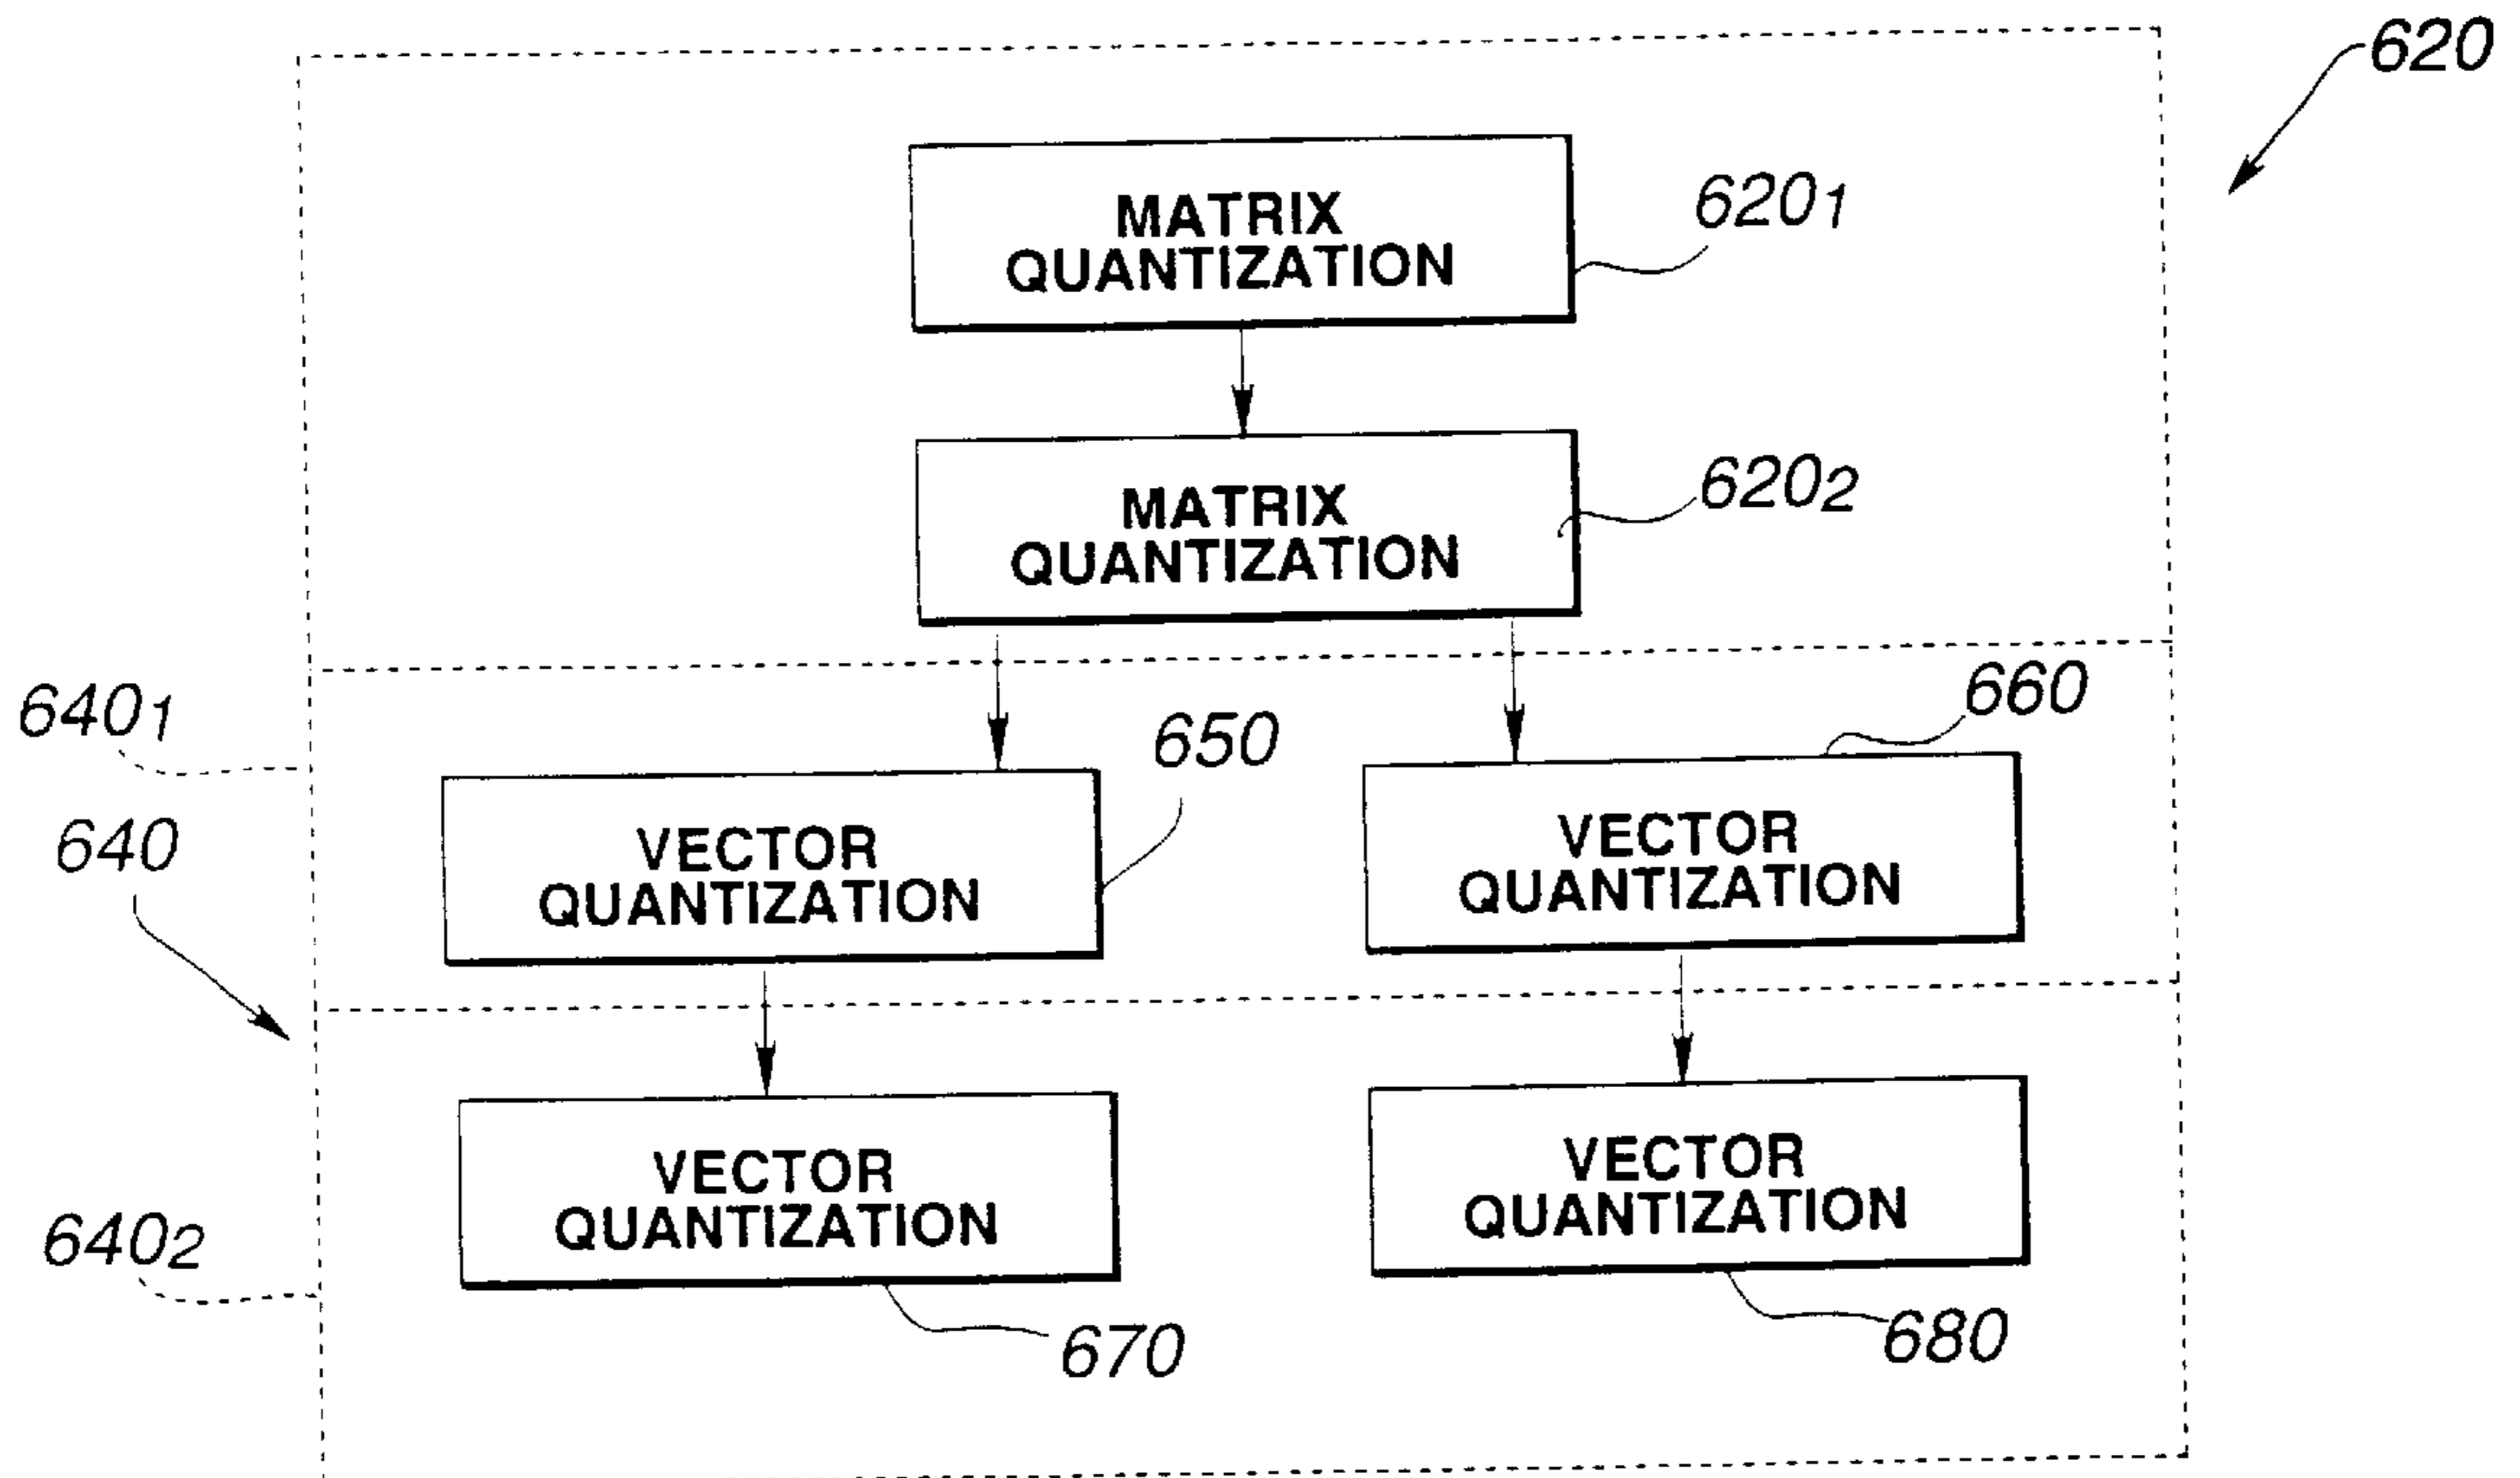 620
MATRIX
QUANTIZATION
620₁
MATRIX
QUANTIZATION
620₂
640₁
650
660
640
VECTOR
QUANTIZATION
VECTOR
QUANTIZATION
VECTOR
QUANTIZATION
VECTOR
QUANTIZATION
640₂
670
680